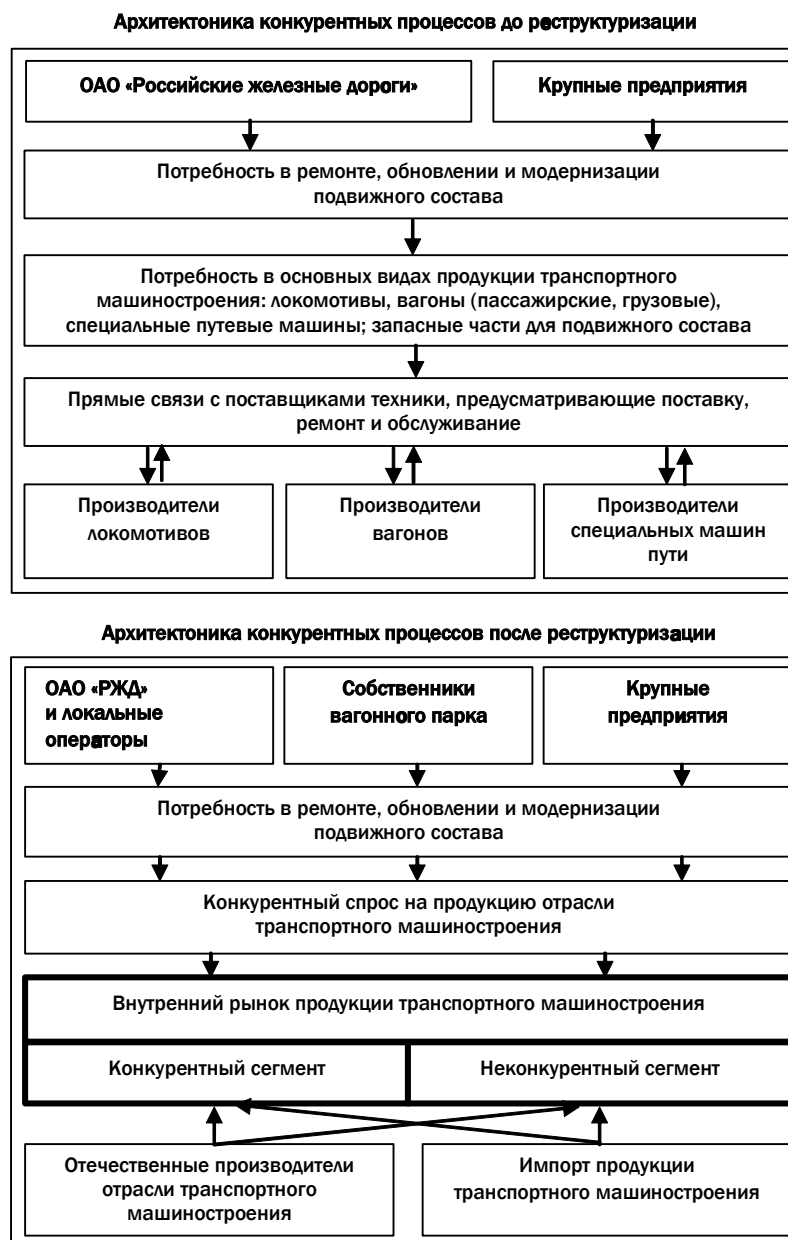 Архитектоника конкурентных процессов до реструктуризации
ОАО «Российские железные дороги»
Крупные предприятия
Потребность в ремонте, обновлении и модернизации
подвижного состава
Потребность в основных видах продукции транспортного
машиностроения: локомотивы, вагоны (пассажирские, грузовые),
специальные путевые машины; запасные части для подвижного состава
Прямые связи с поставщиками техники, предусматривающие поставку,
ремонт и обслуживание
Производители
локомотивов
Производители
вагонов
Производители
специальных машин
пути
Архитектоника конкурентных процессов после реструктуризации
ОАО «РЖД»
и локальные
операторы
Собственники
вагонного парка
Крупные
предприятия
Потребность в ремонте, обновлении и модернизации
подвижного состава
Конкурентный спрос на продукцию отрасли
транспортного машиностроения
Внутренний рынок продукции транспортного машиностроения
Конкурентный сегмент
Неконкурентный сегмент
Отечественные производители
отрасли транспортного
машиностроения
Импорт продукции
транспортного машиностроения